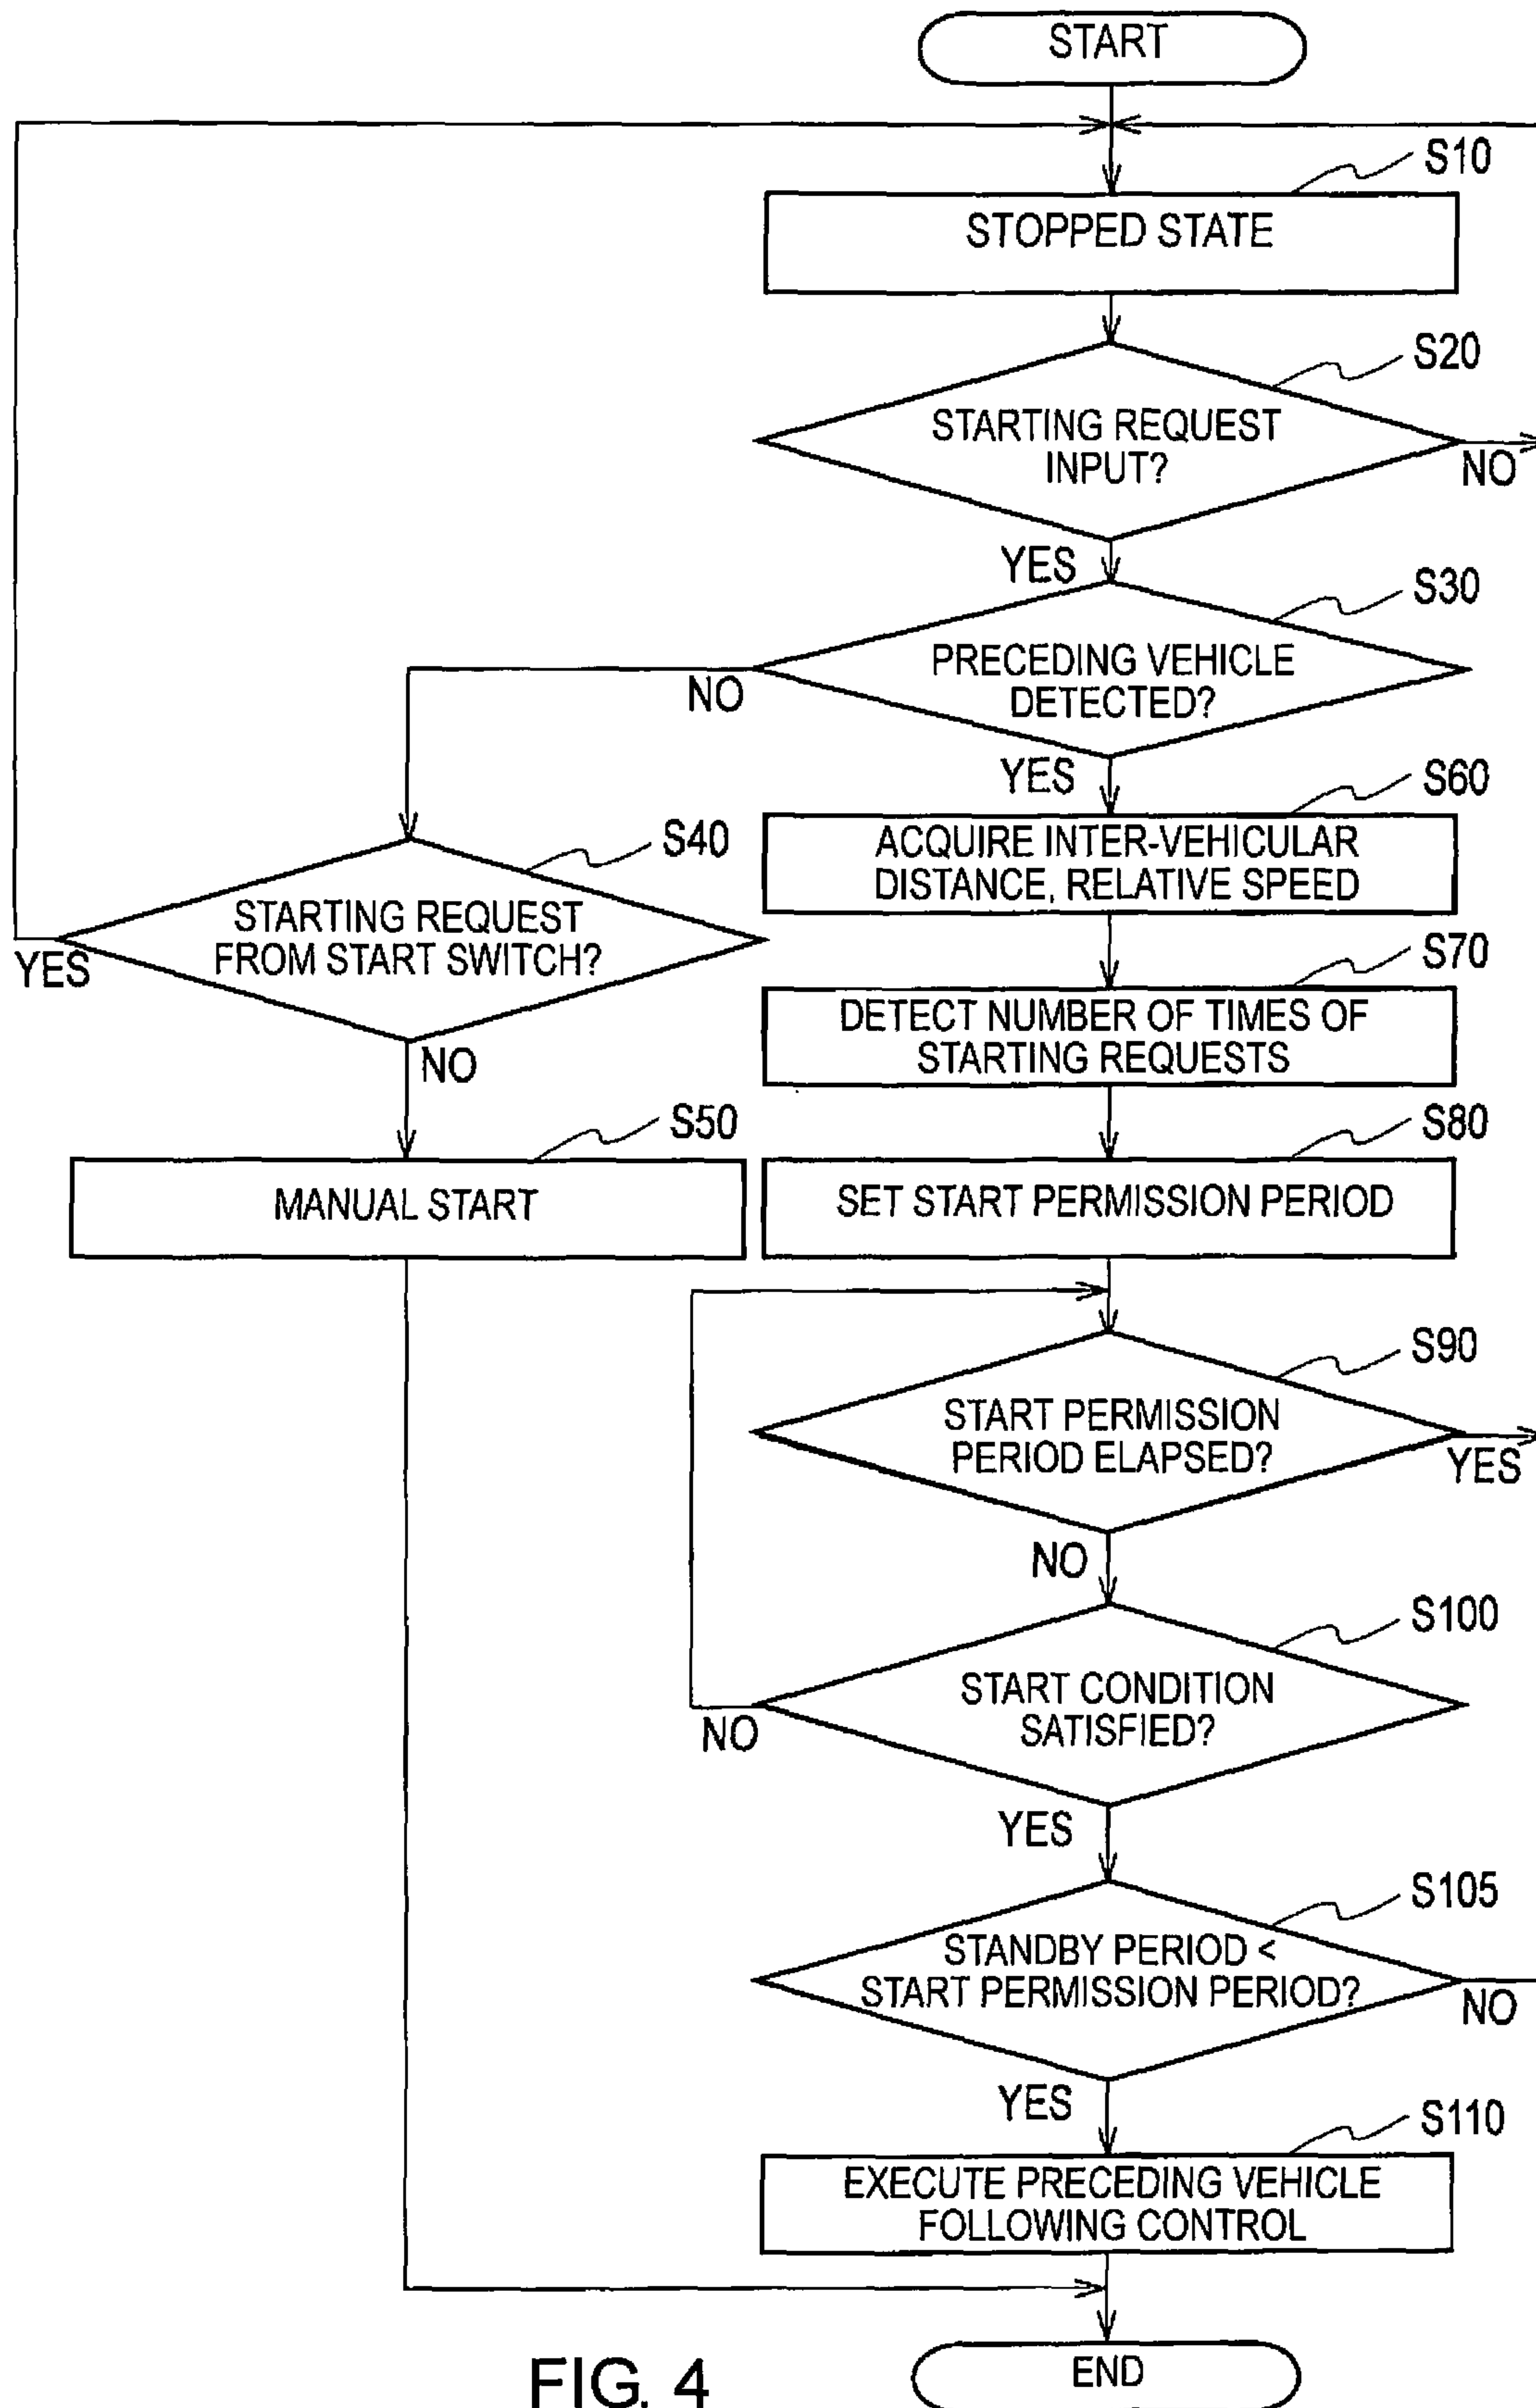 START
S10
STOPPED STATE
S20
STARTING REQUEST
INPUT?
NO
YES
S30
PRECEDING VEHICLE
DETECTED?
NO
YES
S60
ACQUIRE INTER-VEHICULAR
DISTANCE, RELATIVE SPEED
S40
STARTING REQUEST
FROM START SWITCH?
YES
NO
S70
DETECT NUMBER OF TIMES OF
STARTING REQUESTS
S50
MANUAL START
S80
SET START PERMISSION PERIOD
S90
START PERMISSION
PERIOD ELAPSED?
YES
NO
S100
START CONDITION
SATISFIED?
NO
YES
S105
STANDBY PERIOD <
START PERMISSION PERIOD?
NO
YES
S110
EXECUTE PRECEDING VEHICLE
FOLLOWING CONTROL
END
FIG. 4